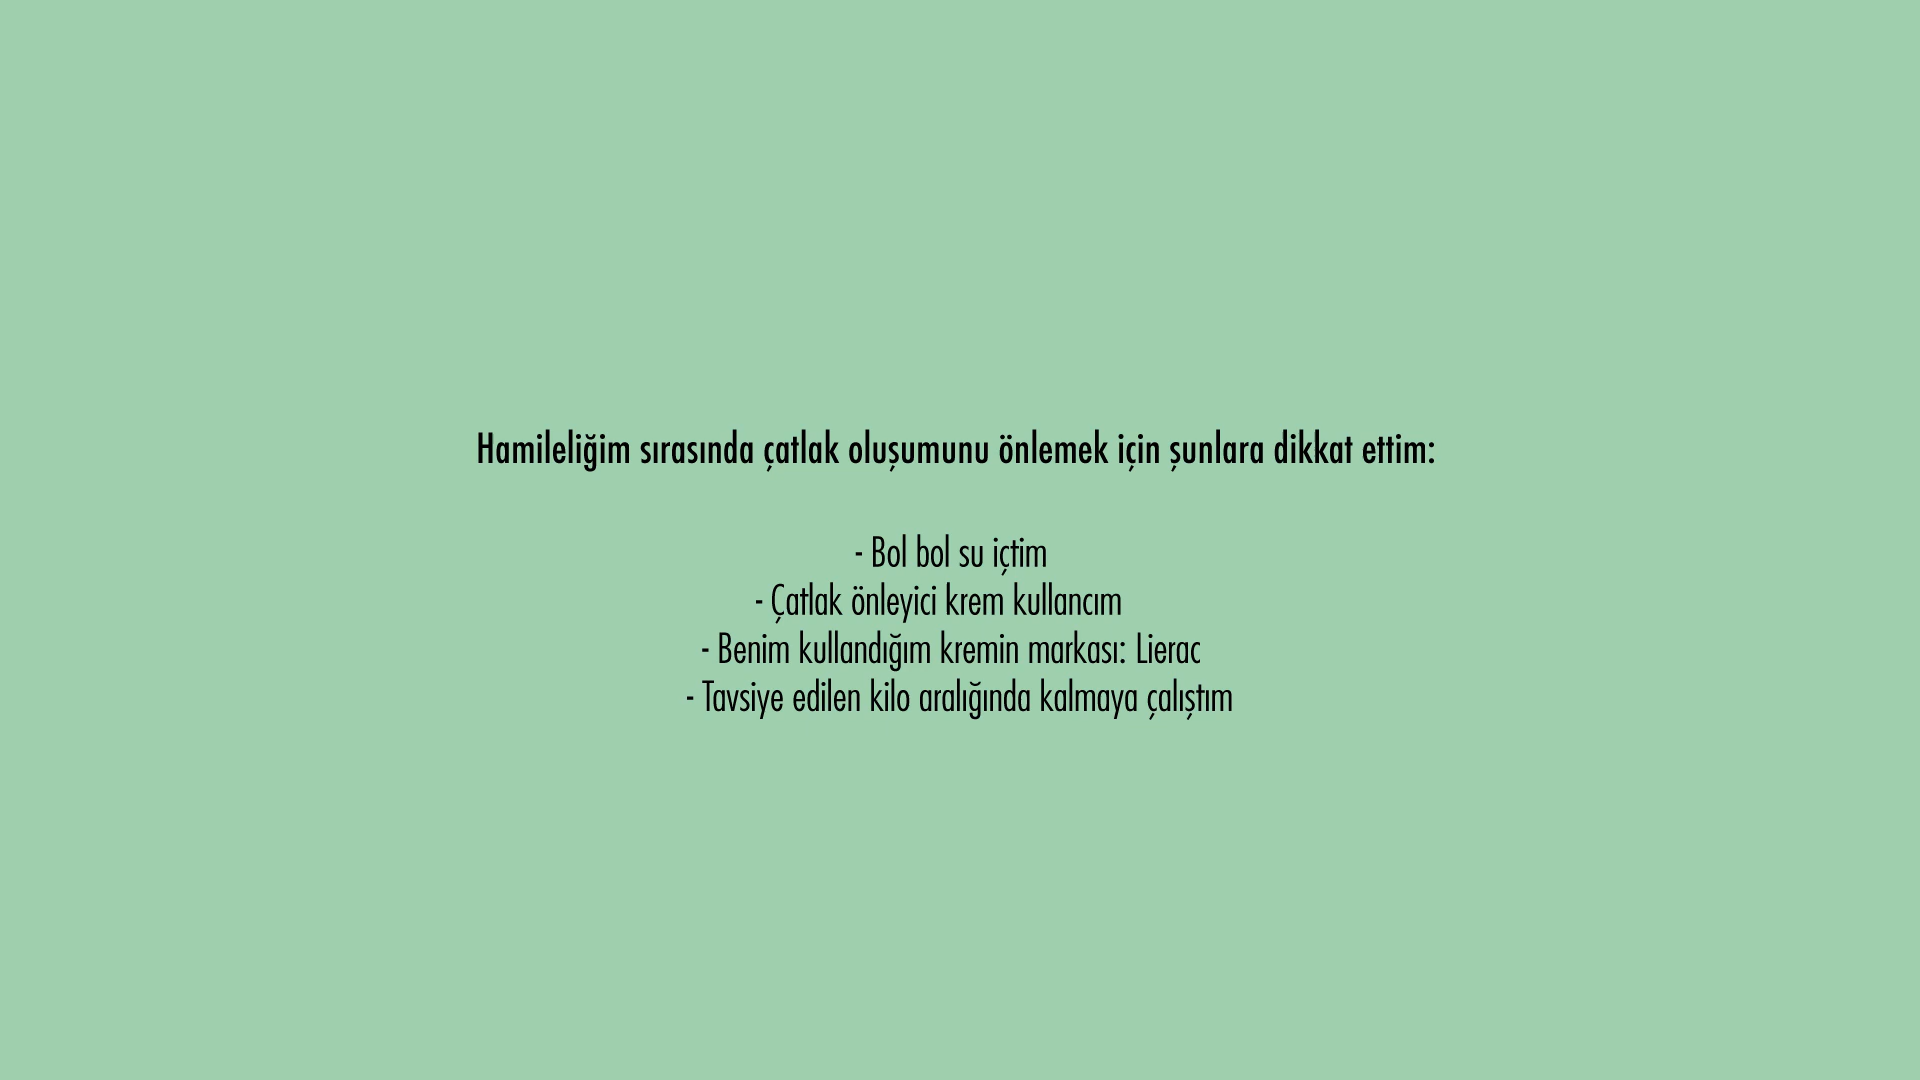 Hamileliğim sırasında çatlak oluşumunu önlemek için şunlara dikkat ettim:
- Bol bol su içtim
- Çatlak önleyici krem kullancım
- Benim kullandığım kremin markası: Lierac
- Tavsiye edilen kilo aralığında kalmaya çalıştım